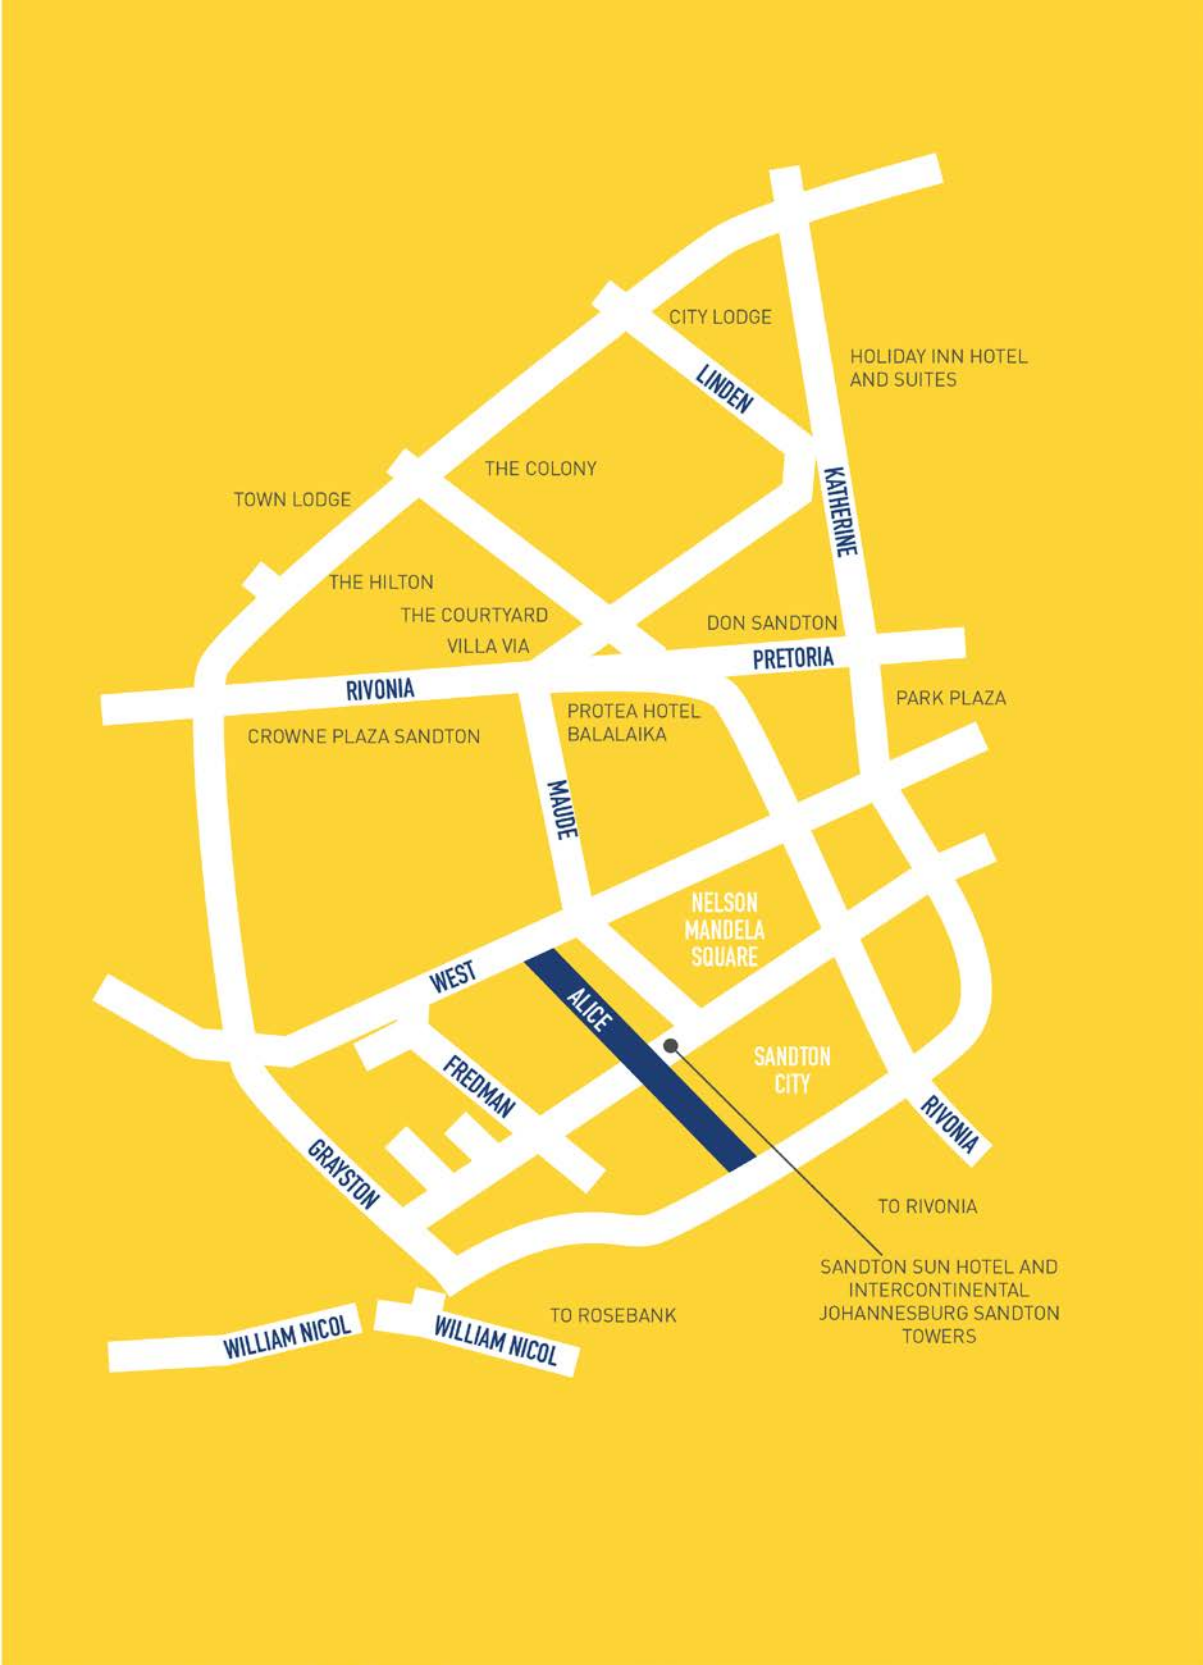 CITY LODGE
LINDEN
HOLIDAY INN HOTEL
AND SUITES
THE COLONY
KATHERINE
TOWN LODGE
THE HILTON
THE COURTYARD
DON SANDTON
VILLA VIA
PRETORIA
RIVONIA
PARK PLAZA
PROTEA HOTEL
BALALAIKA
CROWNE PLAZA SANDTON
MAUDE
NELSON
MANDELA
SQUARE
WEST
ALICE
SANDTON
CITY
FREDMAN
RIVONIA
GRAYSTON
TO RIVONIA
SANDTON SUN HOTEL AND
INTERCONTINENTAL
JOHANNESBURG SANDTON
TOWERS
TO ROSEBANK
WILLIAM NICOL
WILLIAM NICOL